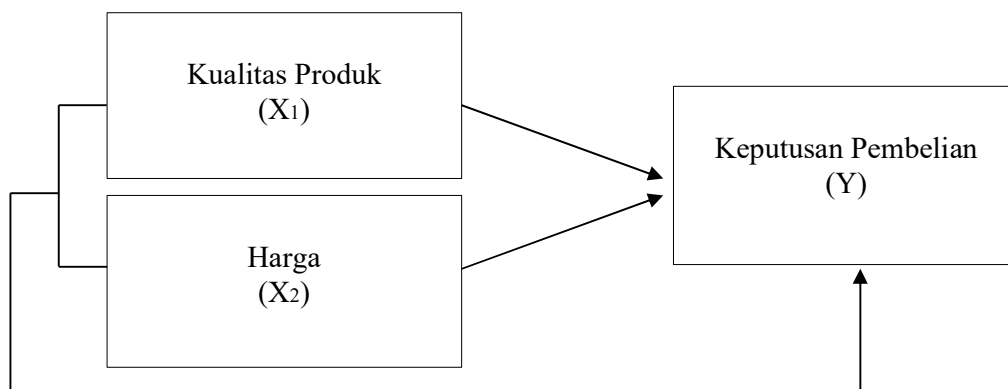 Kualitas Produk
(X1)
Keputusan Pembelian
(Y)
Harga
(X2)